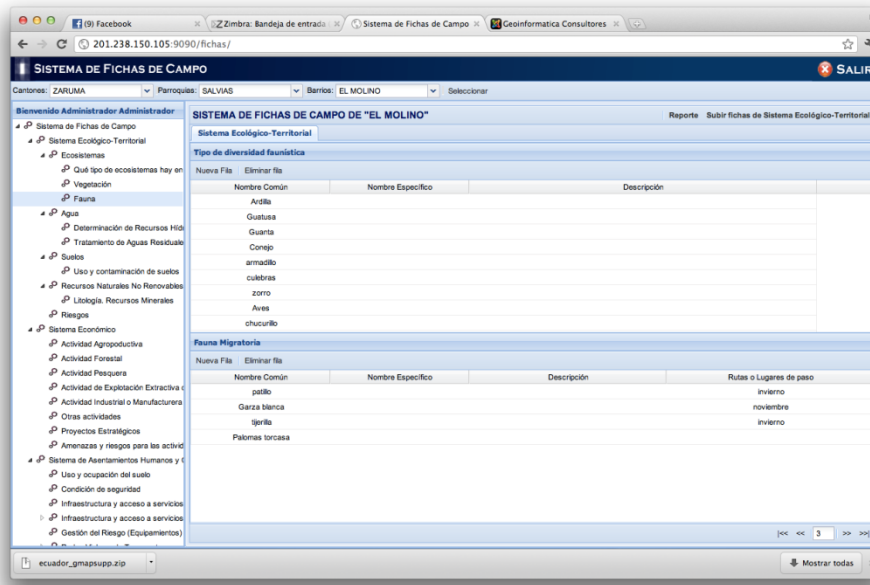 (9) Facebook
Zimbra: Bandeja de entrada
Sistema de Fichas de Campo
Geoinformatica Consultores
201.238.150.105:9090/fichas/
SISTEMA DE FICHAS DE CAMPO
SALIR
Cantones: ZARUMA Parroquias: SALVIAS Barrios: EL MOLINO Seleccionar
Bienvenido Administrador Administrador
Sistema de Fichas de Campo
Sistema Ecológico-Territorial
Ecosistemas
Qué tipo de ecosistemas hay en
Vegetación
Fauna
Agua
Determinación de Recursos Híd
Tratamiento de Aguas Residuale
Suelos
Uso y contaminación de suelos
Recursos Naturales No Renovables
Litología. Recursos Minerales
Riesgos
Sistema Económico
Actividad Agropoductiva
Actividad Forestal
Actividad Pesquera
Actividad de Explotación Extractiva
Actividad Industrial o Manufacturera
Otras actividades
Proyectos Estratégicos
Amenazas y riesgos para las activid
Sistema de Asentamientos Humanos y
Uso y ocupación del suelo
Condición de seguridad
Infraestructura y acceso a servicios
Infraestructura y acceso a servicios
Gestión del Riesgo (Equipamientos)
SISTEMA DE FICHAS DE CAMPO DE "EL MOLINO"
Reporte Subir fichas de Sistema Ecológico-Territorial
Sistema Ecológico-Territorial
Tipo de diversidad faunística
Nueva Fila Eliminar fila
Nombre Común Nombre Específico Descripción
Ardilla
Guatusa
Guanta
Conejo
armadillo
culebras
zorro
Aves
chucurillo
Fauna Migratoria
Nueva Fila Eliminar fila
Nombre Común Nombre Específico Descripción Rutas o Lugares de paso
patillo invierno
Garza blanca noviembre
tijerilla invierno
Palomas torcasa
|<< << 3 >> >>|
ecuador_gmapsupp.zip
Mostrar todas